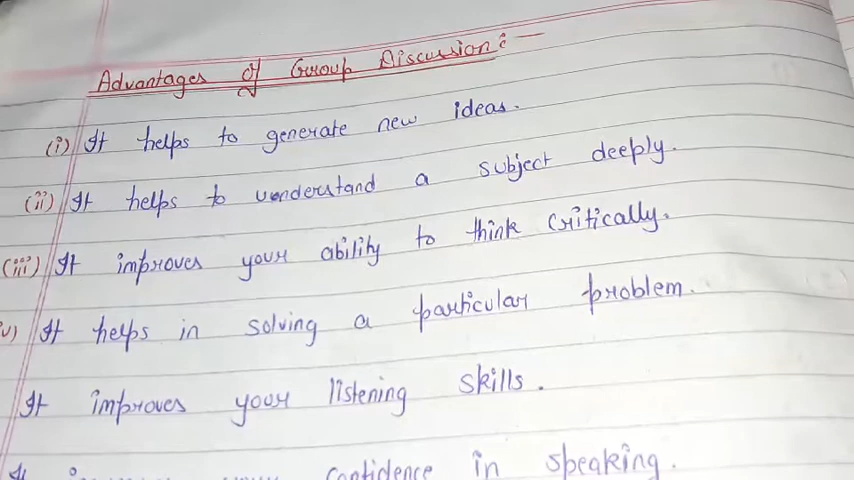 Advantages of Group Discussion:-
(i) It helps to generate new ideas.
(ii) It helps to understand a subject deeply.
(iii) It improves your ability to think critically.
v) It helps in solving a particular problem.
It improves your listening skills.
confidence in speaking.